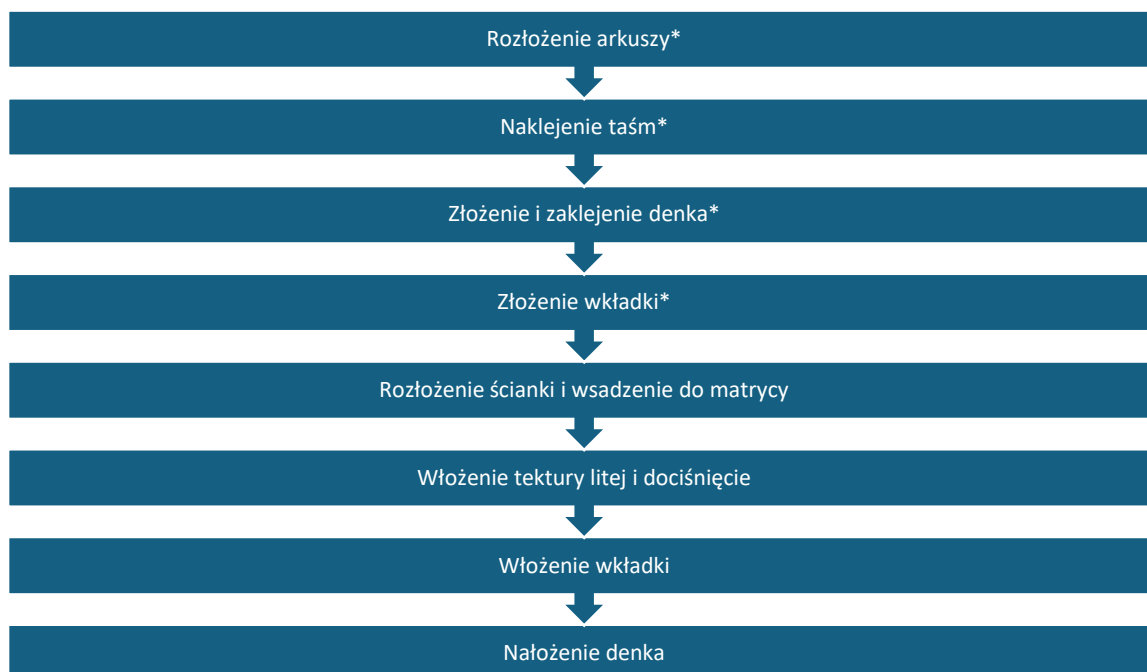 Rozłożenie arkuszy*
Naklejenie taśm*
Złożenie i zaklejenie denka*
Złożenie wkładki*
Rozłożenie ścianki i wsadzenie do matrycy
Włożenie tektury litej i dociśnięcie
Włożenie wkładki
Nałożenie denka